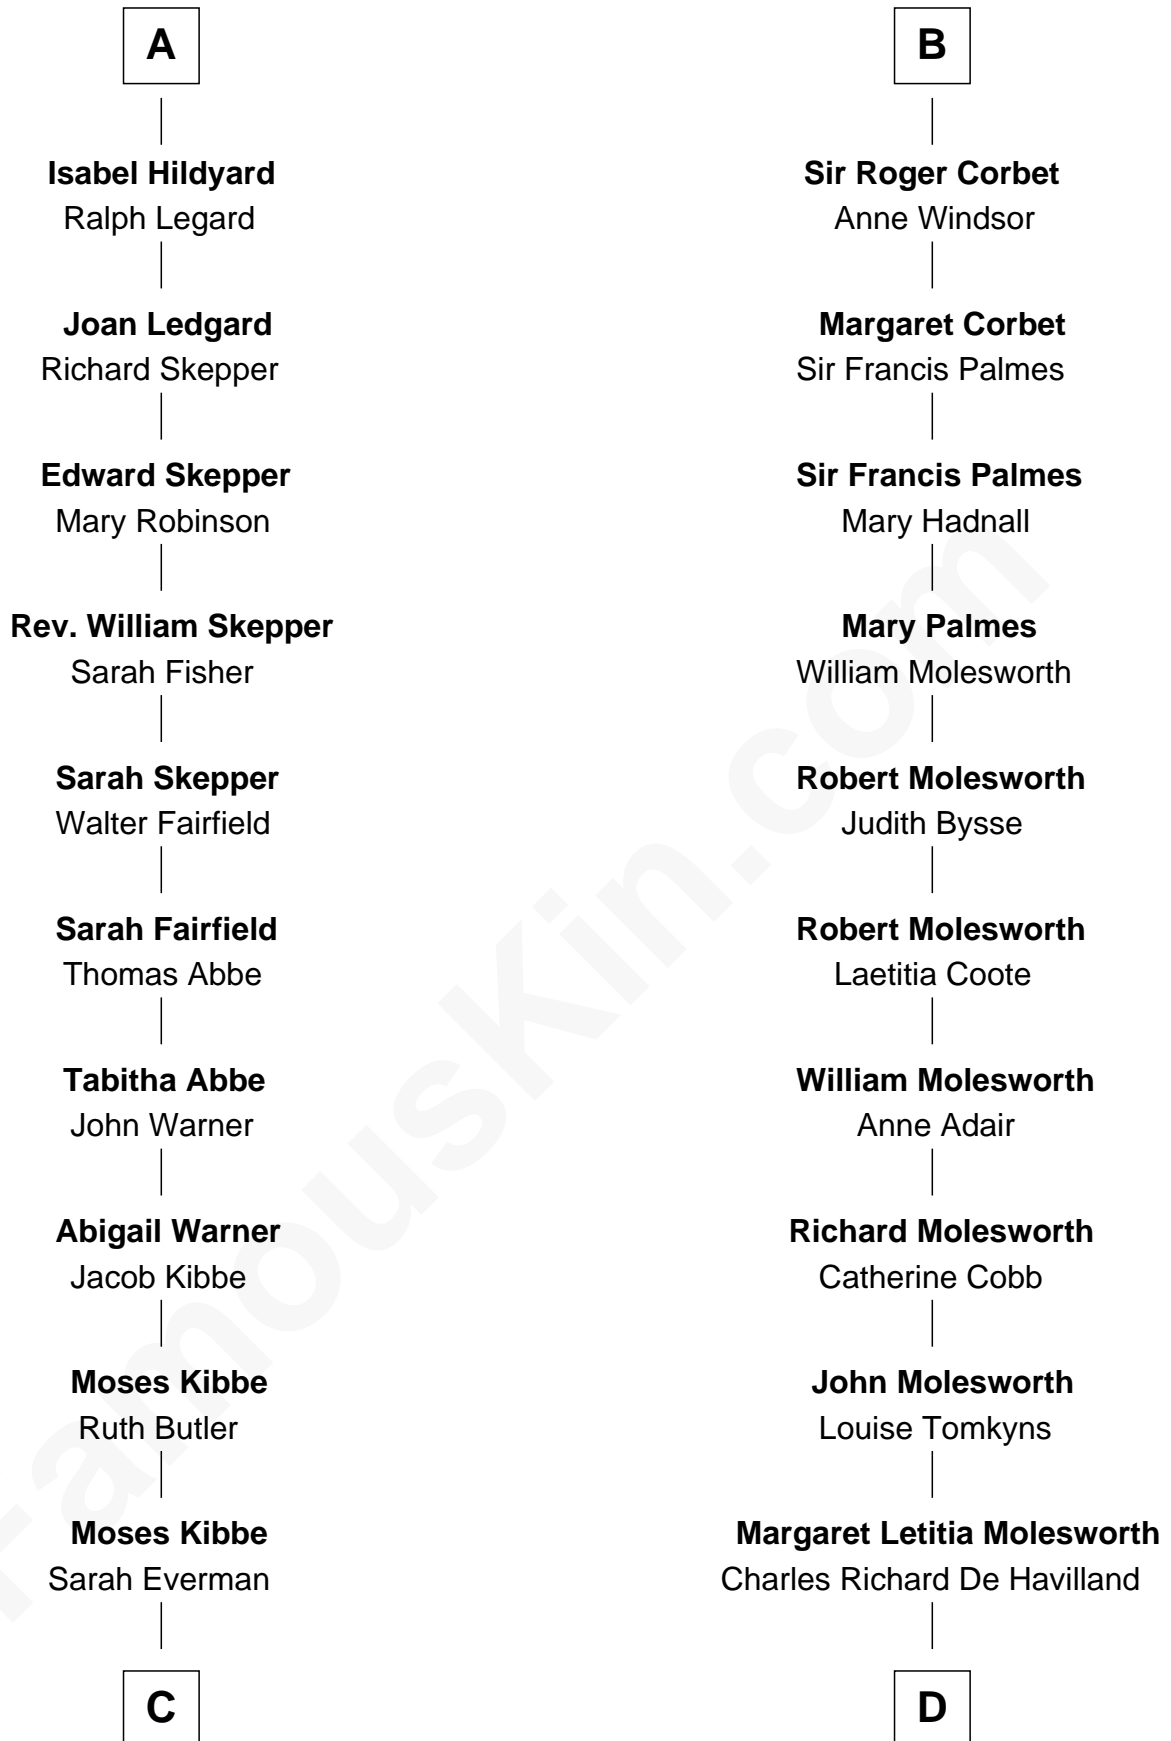 A
Isabel Hildyard
Ralph Legard
Joan Ledgard
Richard Skepper
Edward Skepper
Mary Robinson
Rev. William Skepper
Sarah Fisher
Sarah Skepper
Walter Fairfield
Sarah Fairfield
Thomas Abbe
Tabitha Abbe
John Warner
Abigail Warner
Jacob Kibbe
Moses Kibbe
Ruth Butler
Moses Kibbe
Sarah Everman
C
B
Sir Roger Corbet
Anne Windsor
Margaret Corbet
Sir Francis Palmes
Sir Francis Palmes
Mary Hadnall
Mary Palmes
William Molesworth
Robert Molesworth
Judith Bysse
Robert Molesworth
Laetitia Coote
William Molesworth
Anne Adair
Richard Molesworth
Catherine Cobb
John Molesworth
Louise Tomkyns
Margaret Letitia Molesworth
Charles Richard De Havilland
D
FamousKin.com